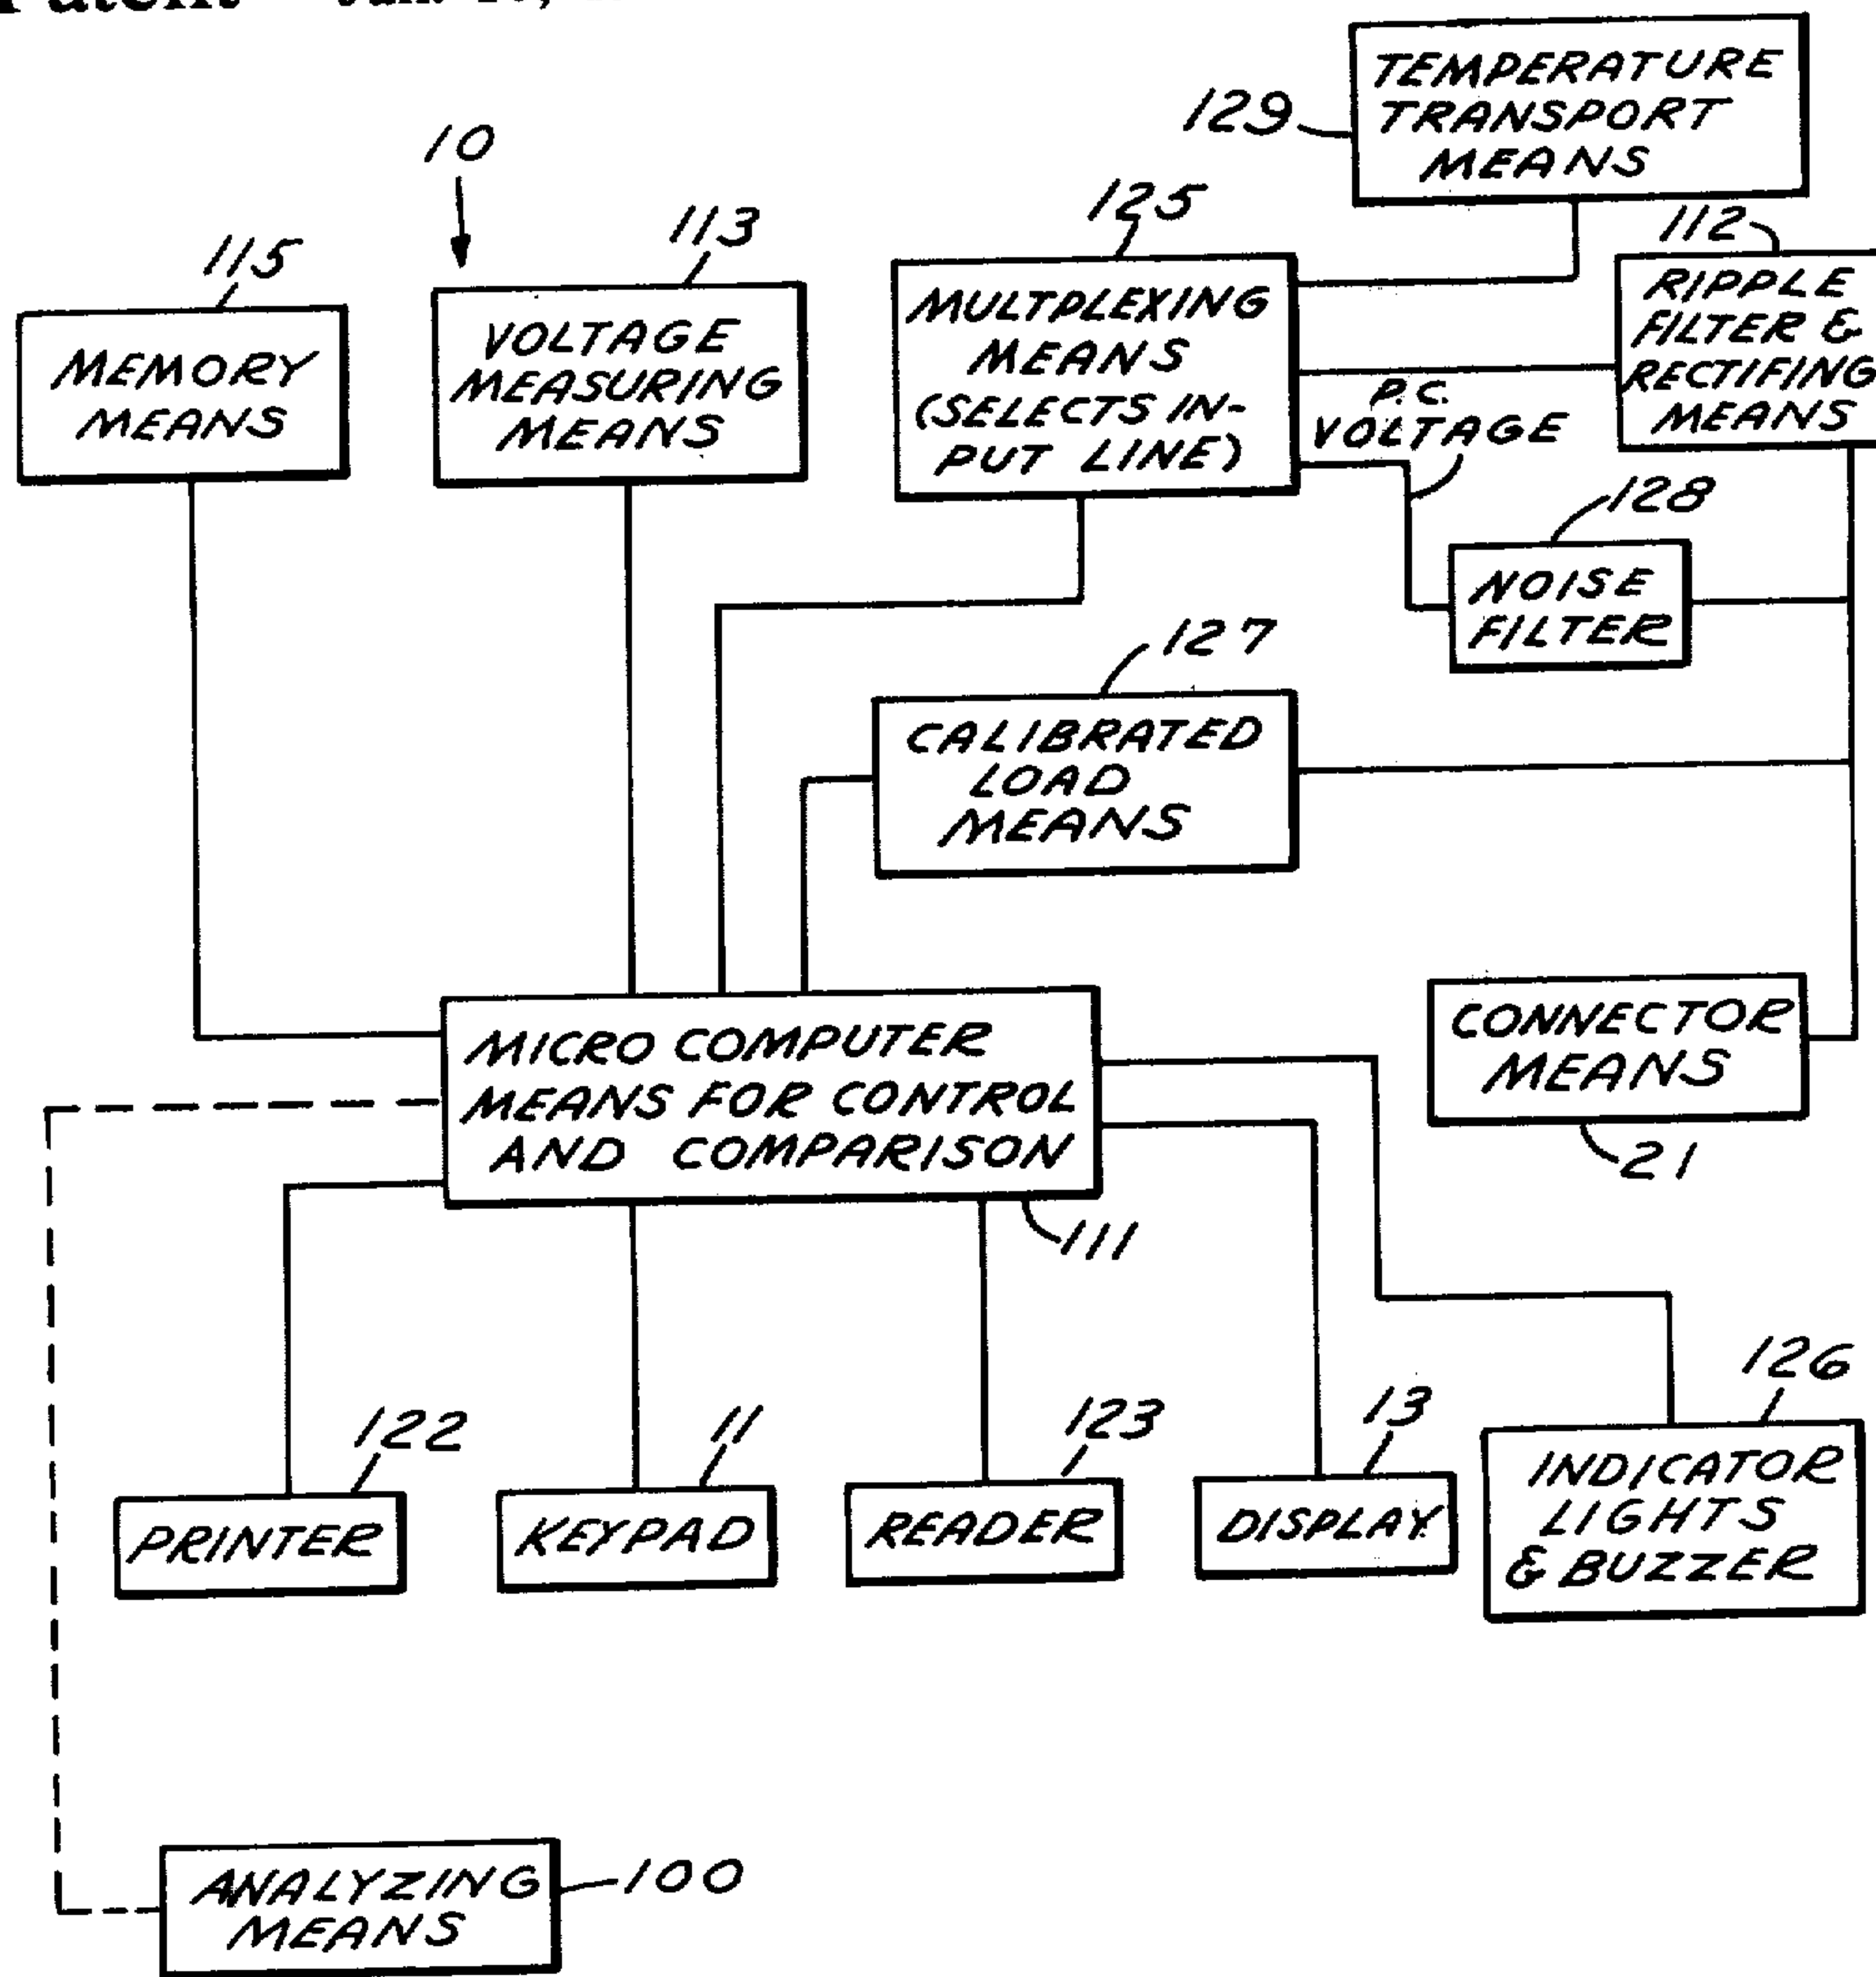 Patent
10
129
TEMPERATURE
TRANSPORT
MEANS
115
113
125
112
MEMORY
MEANS
VOLTAGE
MEASURING
MEANS
MULTPLEXING
MEANS
(SELECTS IN-
PUT LINE)
RIPPLE
FILTER &
RECTIFING
MEANS
P.C.
VOLTAGE
128
NOISE
FILTER
127
CALIBRATED
LOAD
MEANS
MICRO COMPUTER
MEANS FOR CONTROL
AND COMPARISON
111
CONNECTOR
MEANS
21
122
11
123
13
126
PRINTER
KEYPAD
READER
DISPLAY
INDICATOR
LIGHTS
& BUZZER
ANALYZING
MEANS
100